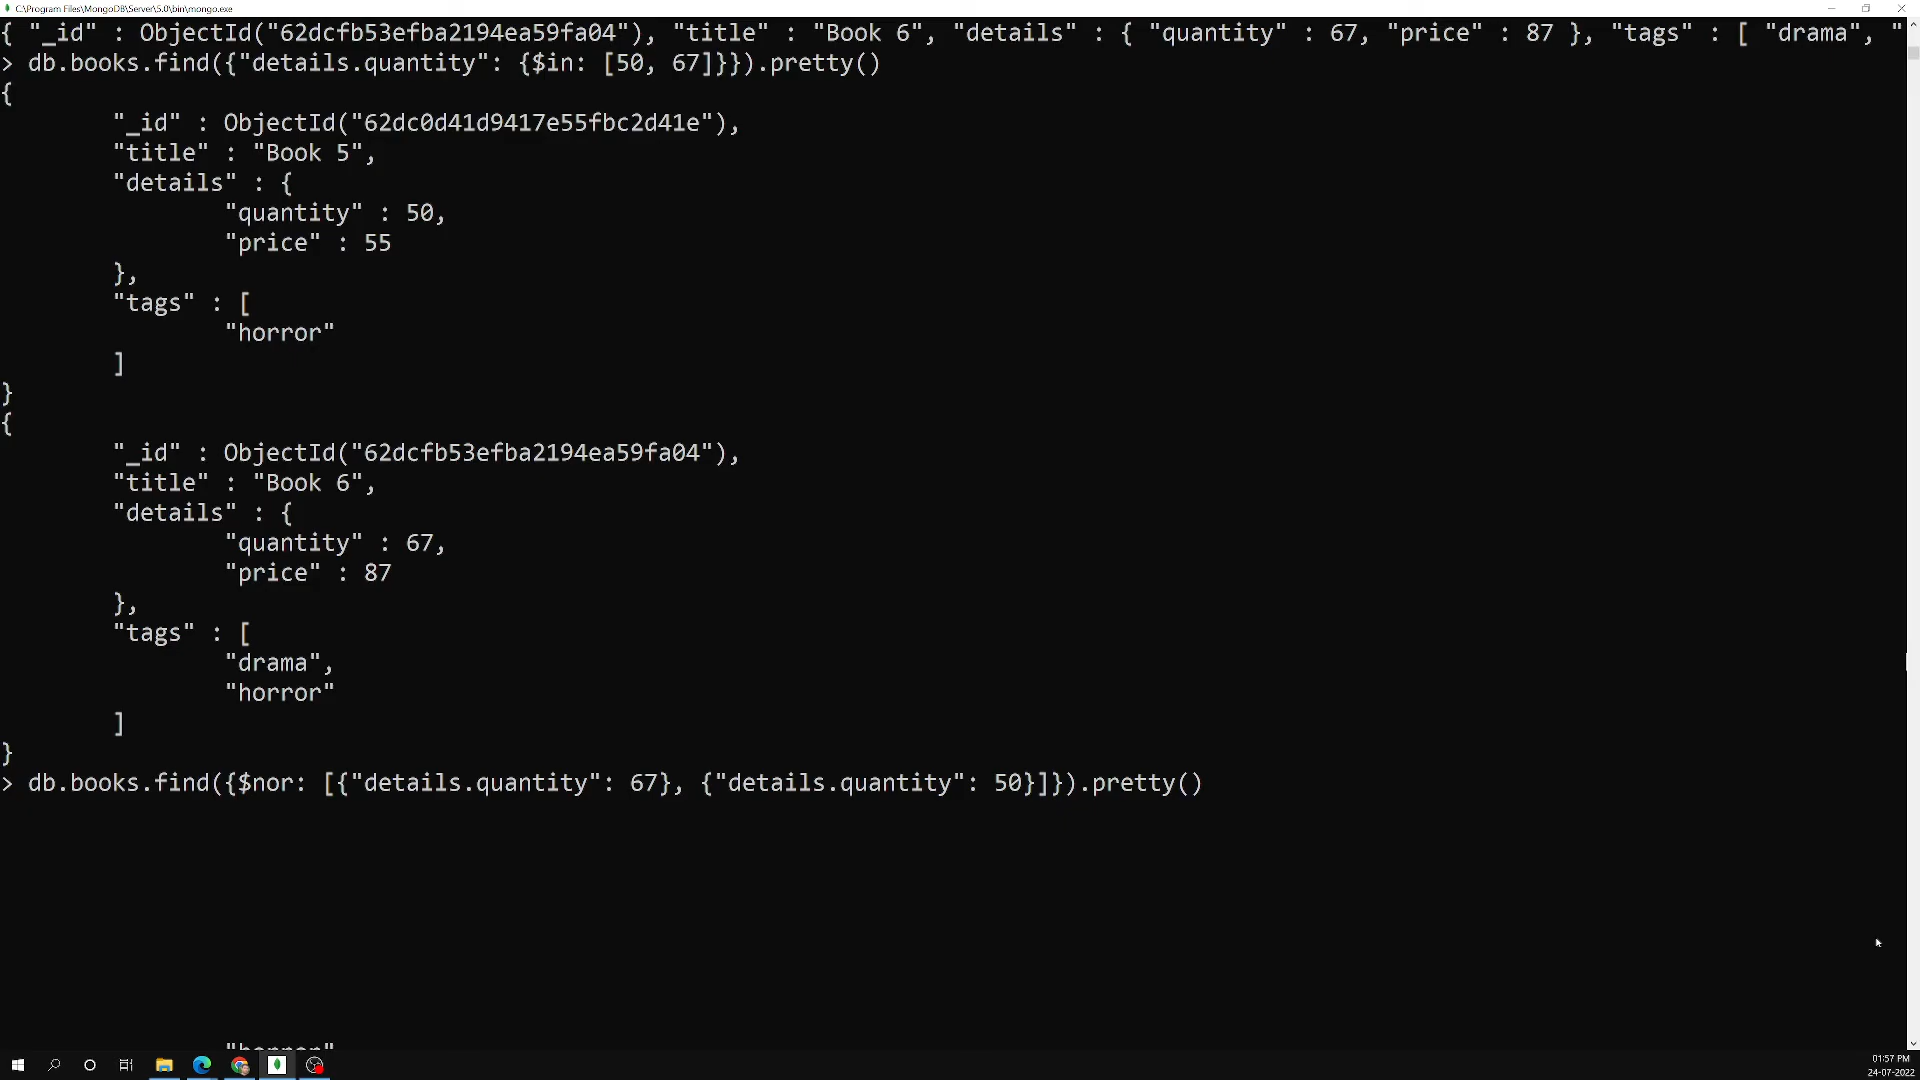 C:\Program Files\MongoDB\Server\5.0\bin\mongo.exe
{ "_id" : ObjectId("62dcfb53efba2194ea59fa04"), "title" : "Book 6", "details" : { "quantity" : 67, "price" : 87 }, "tags" : [ "drama", "
> db.books.find({"details.quantity": {$in: [50, 67]}}).pretty()
{
"_id" : ObjectId("62dc0d41d9417e55fbc2d41e"),
"title" : "Book 5",
"details" : {
"quantity" : 50,
"price" : 55
},
"tags" : [
"horror"
]
}
{
"_id" : ObjectId("62dcfb53efba2194ea59fa04"),
"title" : "Book 6",
"details" : {
"quantity" : 67,
"price" : 87
},
"tags" : [
"drama",
"horror"
]
}
> db.books.find({$nor: [{"details.quantity": 67}, {"details.quantity": 50}]}).pretty()
"horror"
01:57 PM
24-07-2022